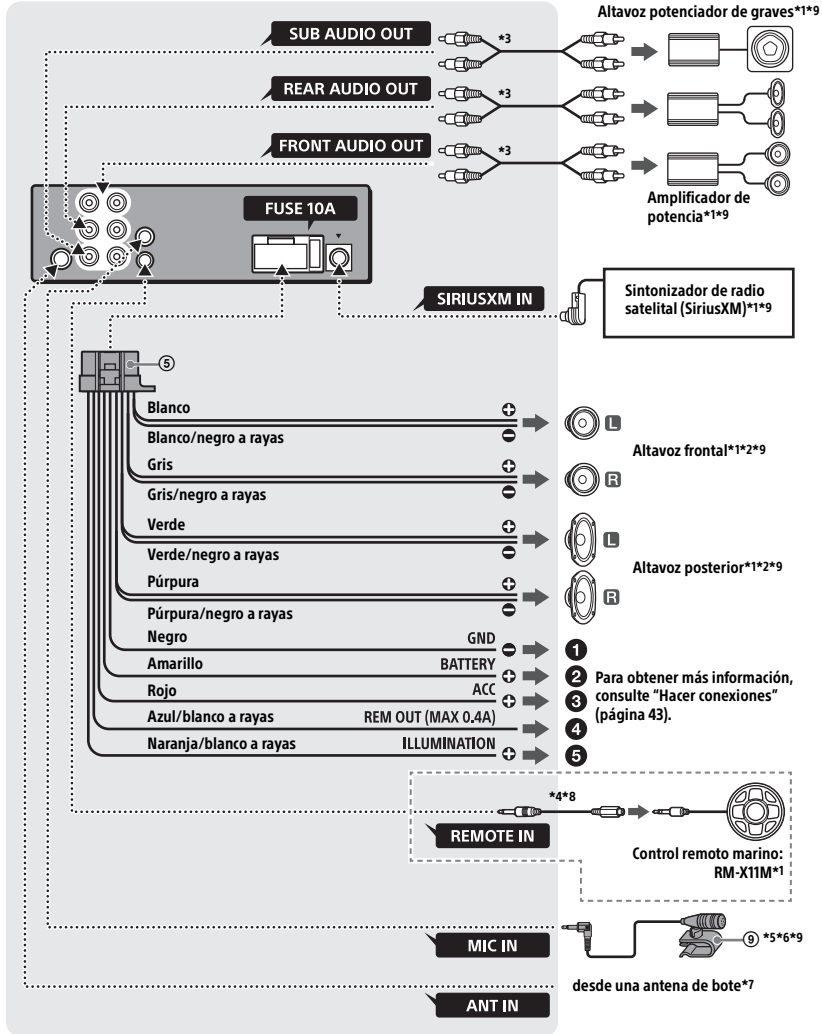 Altavoz potenciador de graves*1*9
SUB AUDIO OUT
*3
REAR AUDIO OUT
*3
FRONT AUDIO OUT
*3
Amplificador de
potencia*1*9
FUSE 10A
SIRIUSXM IN
Sintonizador de radio
satelital (SiriusXM)*1*9
⑤
Blanco
Blanco/negro a rayas
L
Gris
Gris/negro a rayas
R
Altavoz frontal*1*2*9
Verde
Verde/negro a rayas
L
Púrpura
Púrpura/negro a rayas
R
Altavoz posterior*1*2*9
Negro GND ❶
Amarillo BATTERY ❷
Rojo ACC ❸
Azul/blanco a rayas REM OUT (MAX 0.4A) ❹
Naranja/blanco a rayas ILLUMINATION ❺
Para obtener más información,
consulte “Hacer conexiones”
(página 43).
*4*8
REMOTE IN
Control remoto marino:
RM-X11M*1
MIC IN
⑨ *5*6*9
desde una antena de bote*7
ANT IN